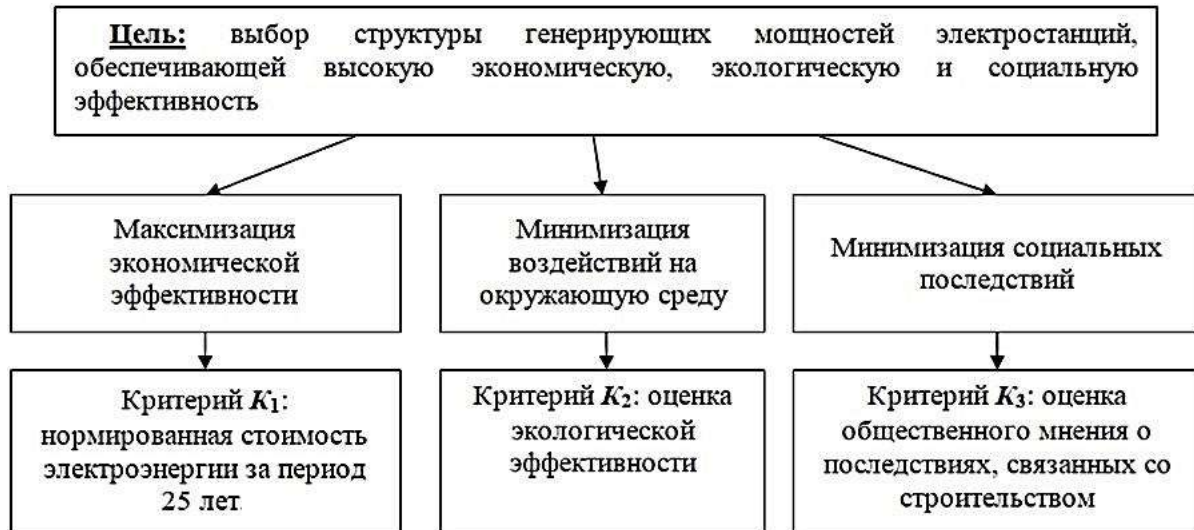 Цель: выбор структуры генерирующих мощностей электростанций,
обеспечивающей высокую экономическую, экологическую и социальную
эффективность
Максимизация
экономической
эффективности
Минимизация
воздействий на
окружающую среду
Минимизация социальных
последствий
Критерий K1:
нормированная стоимость
электроэнергии за период
25 лет
Критерий K2: оценка
экологической
эффективности
Критерий K3: оценка
общественного мнения о
последствиях, связанных со
строительством